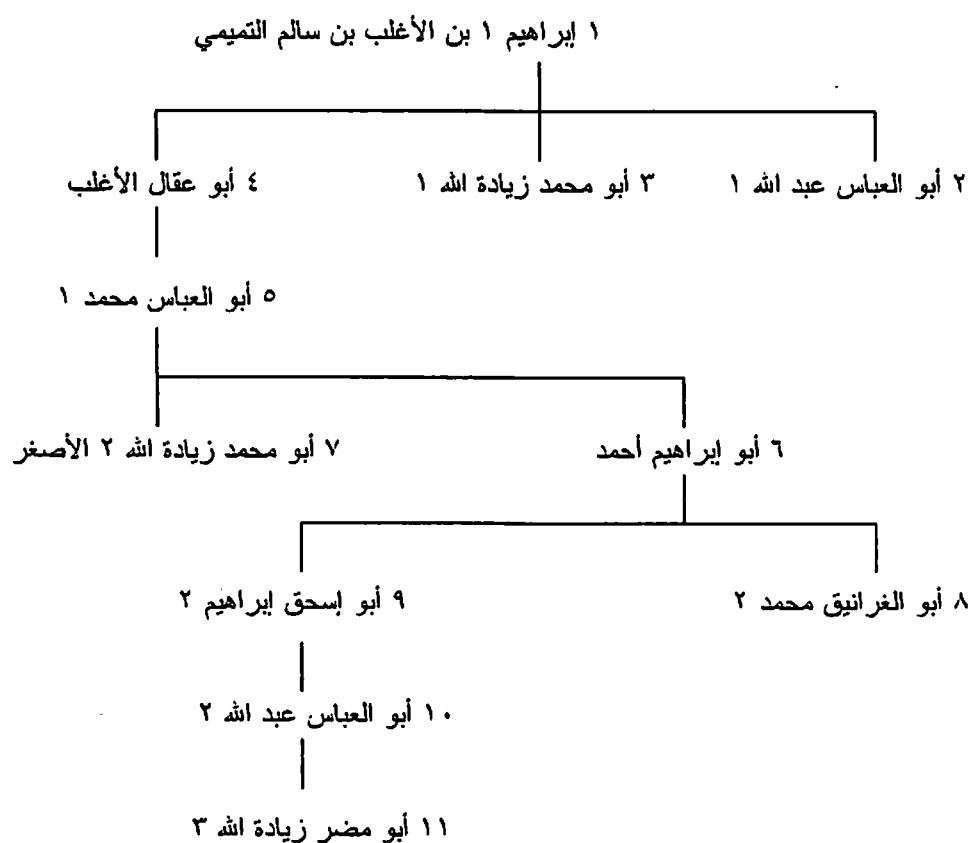 ١ إبراهيم ١ بن الأغلب بن سالم التميمي
٢ أبو العباس عبد الله ١
٣ أبو محمد زيادة الله ١
٤ أبو عقال الأغلب
٥ أبو العباس محمد ١
٦ أبو إبراهيم أحمد
٧ أبو محمد زيادة الله ٢ الأصغر
٨ أبو الغرانيق محمد ٢
٩ أبو إسحق إبراهيم ٢
١٠ أبو العباس عبد الله ٢
١١ أبو مضر زيادة الله ٣